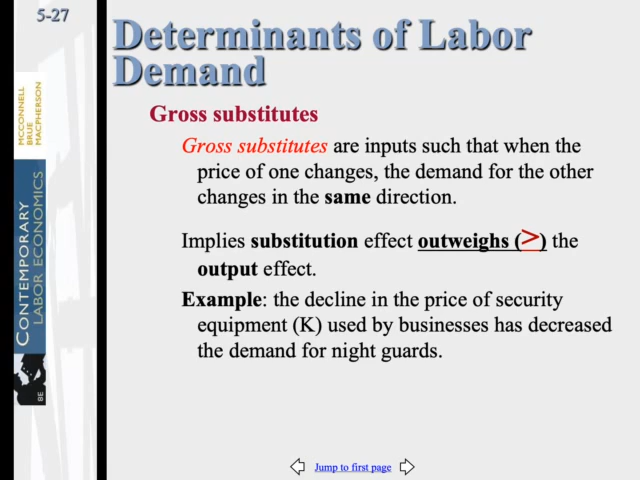 5-27
Determinants of Labor
Demand
MCCONNELL
BRUE
MACPHERSON
CONTEMPORARY
LABOR ECONOMICS
8E
Gross substitutes
Gross substitutes are inputs such that when the
price of one changes, the demand for the other
changes in the same direction.
Implies substitution effect outweighs (>) the
output effect.
Example: the decline in the price of security
equipment (K) used by businesses has decreased
the demand for night guards.
Jump to first page